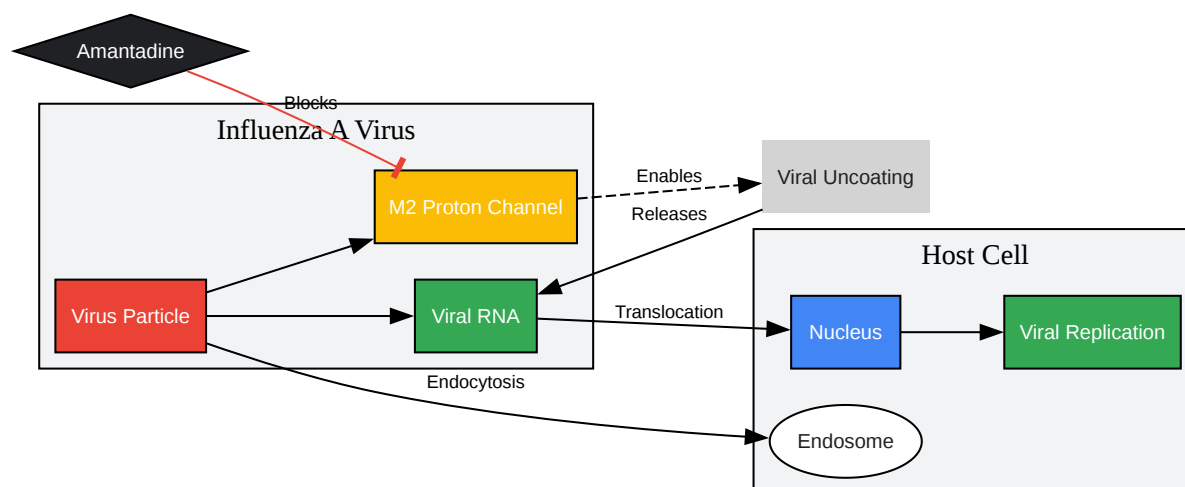 Amantadine
Blocks
Influenza A Virus
M2 Proton Channel
Enables
Viral Uncoating
Releases
Host Cell
Virus Particle
Viral RNA
Translocation
Nucleus
Viral Replication
Endocytosis
Endosome